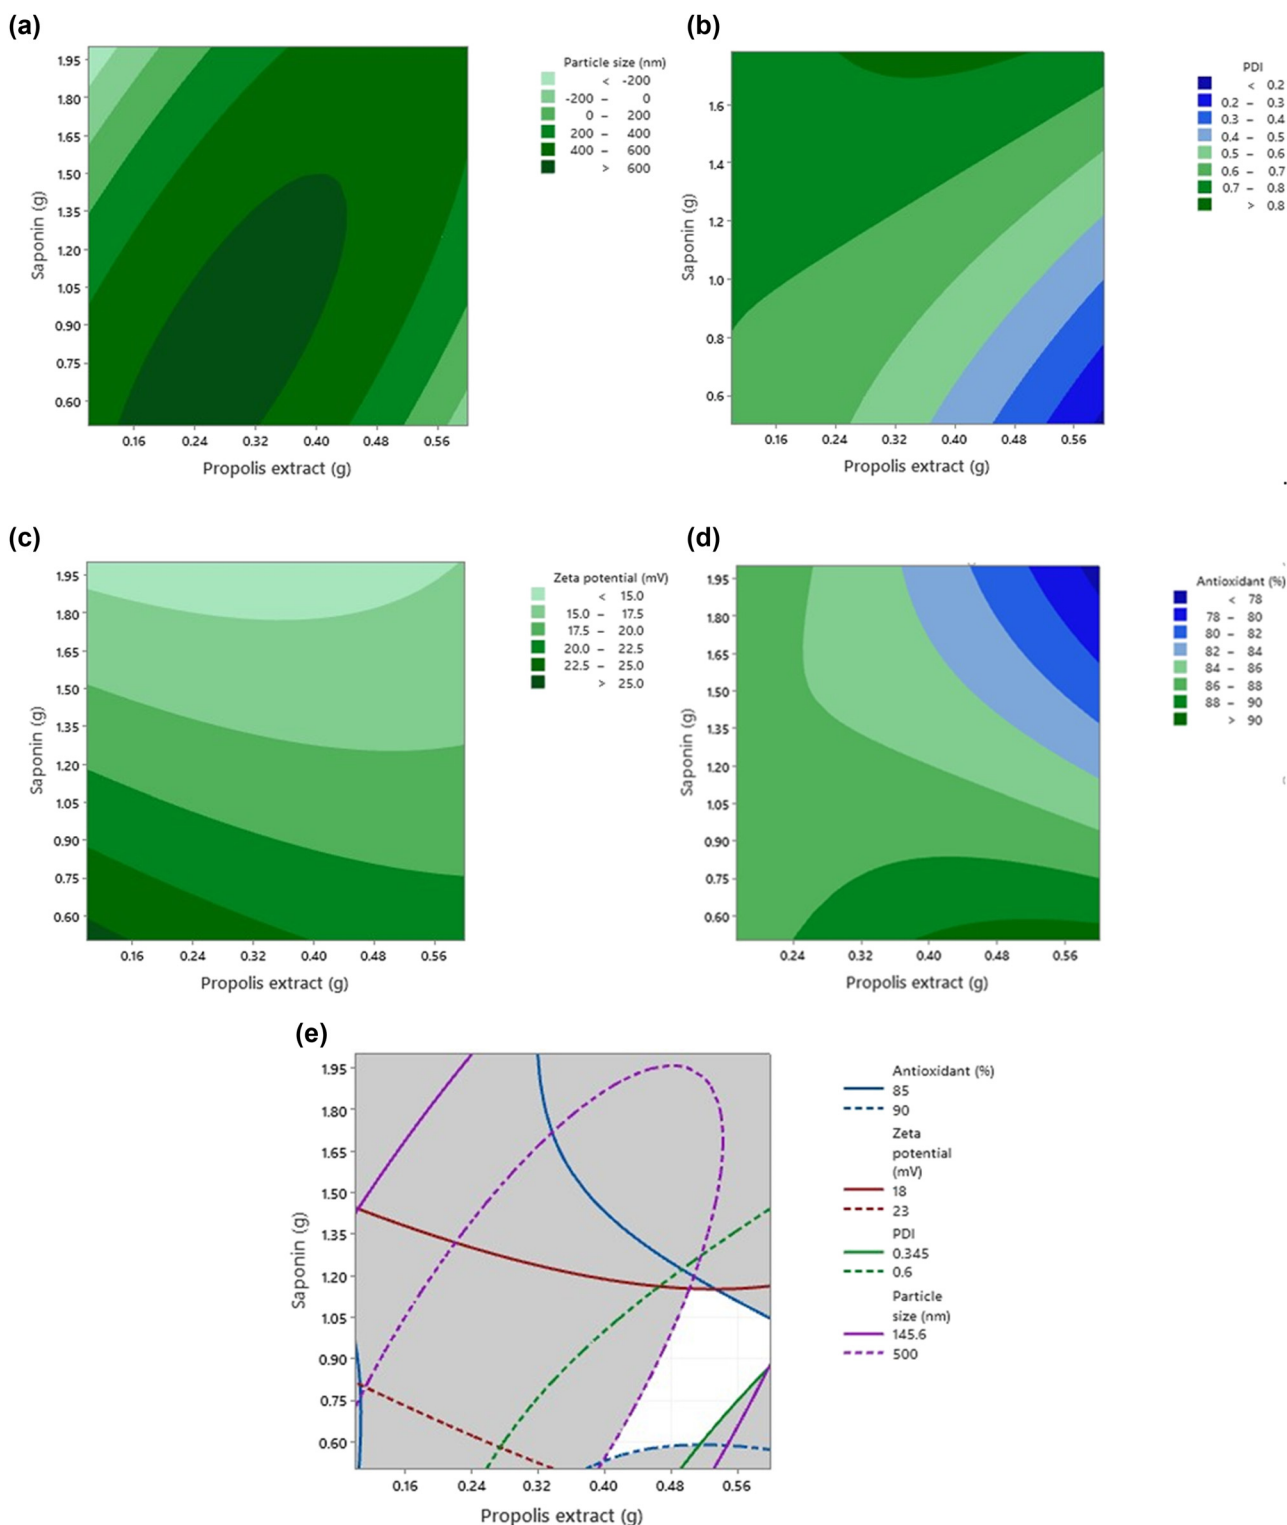 (a)
Particle size (nm)
< -200
-200 – 0
0 – 200
200 – 400
400 – 600
> 600
1.95
1.80
1.65
1.50
1.35
1.20
1.05
0.90
0.75
0.60
Saponin (g)
0.16 0.24 0.32 0.40 0.48 0.56
Propolis extract (g)
(b)
PDI
< 0.2
0.2 – 0.3
0.3 – 0.4
0.4 – 0.5
0.5 – 0.6
0.6 – 0.7
0.7 – 0.8
> 0.8
1.6
1.4
1.2
1.0
0.8
0.6
Saponin (g)
0.16 0.24 0.32 0.40 0.48 0.56
Propolis extract (g)
(c)
Zeta potential (mV)
< 15.0
15.0 – 17.5
17.5 – 20.0
20.0 – 22.5
22.5 – 25.0
> 25.0
1.95
1.80
1.65
1.50
1.35
1.20
1.05
0.90
0.75
0.60
Saponin (g)
0.16 0.24 0.32 0.40 0.48 0.56
Propolis extract (g)
(d)
Antioxidant (%)
< 78
78 – 80
80 – 82
82 – 84
84 – 86
86 – 88
88 – 90
> 90
1.95
1.80
1.65
1.50
1.35
1.20
1.05
0.90
0.75
0.60
Saponin (g)
0.24 0.32 0.40 0.48 0.56
Propolis extract (g)
(e)
Antioxidant (%)
85
90
Zeta
potential
(mV)
18
23
PDI
0.345
0.6
Particle
size (nm)
145.6
500
1.95
1.80
1.65
1.50
1.35
1.20
1.05
0.90
0.75
0.60
Saponin (g)
0.16 0.24 0.32 0.40 0.48 0.56
Propolis extract (g)